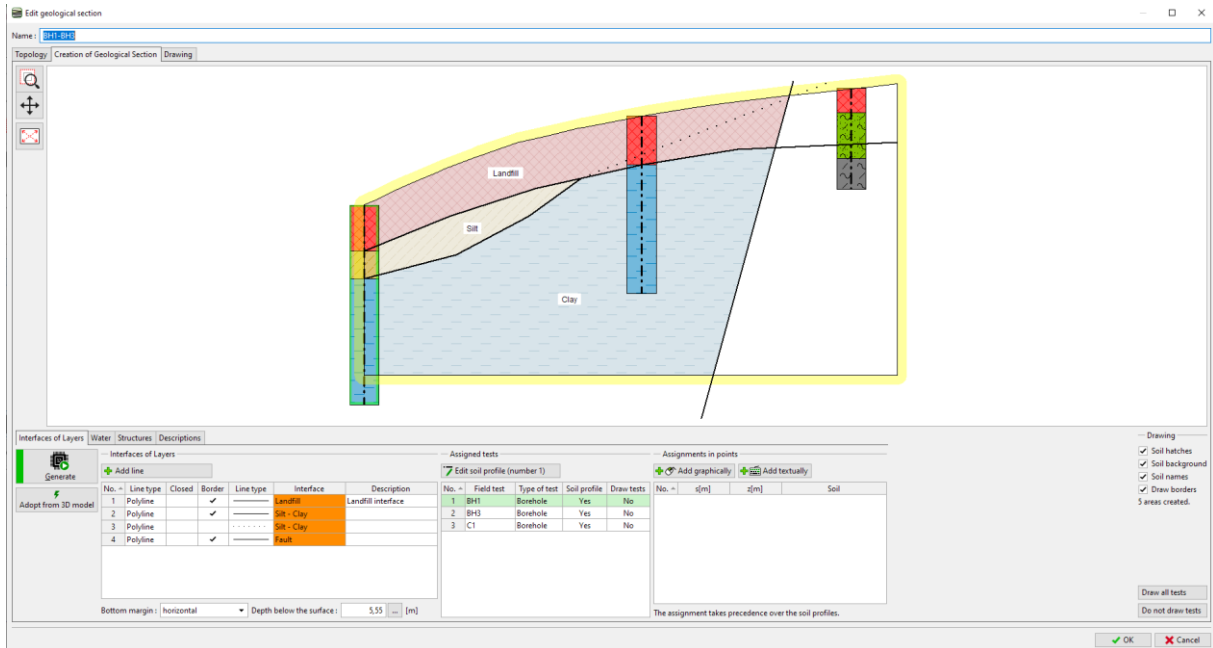 Edit geological section
Name : BH1-BH3
Topology Creation of Geological Section Drawing
Landfill
Silt
Clay
Interfaces of Layers Water Structures Descriptions
Generate
Adopt from 3D model
Interfaces of Layers
Add line
No. Line type Closed Border Line type Interface Description
1 Polyline Landfill Landfill interface
2 Polyline Silt - Clay
3 Polyline Silt - Clay
4 Polyline Fault
Bottom margin : horizontal Depth below the surface : 5,55 ... [m]
Assigned tests
Edit soil profile (number 1)
No. Field test Type of test Soil profile Draw tests
1 BH1 Borehole Yes No
2 BH3 Borehole Yes No
3 C1 Borehole Yes No
Assignments in points
Add graphically Add textually
No. s[m] z[m] Soil
The assignment takes precedence over the soil profiles.
Drawing
Soil hatches
Soil background
Soil names
Draw borders
5 areas created.
Draw all tests
Do not draw tests
OK Cancel